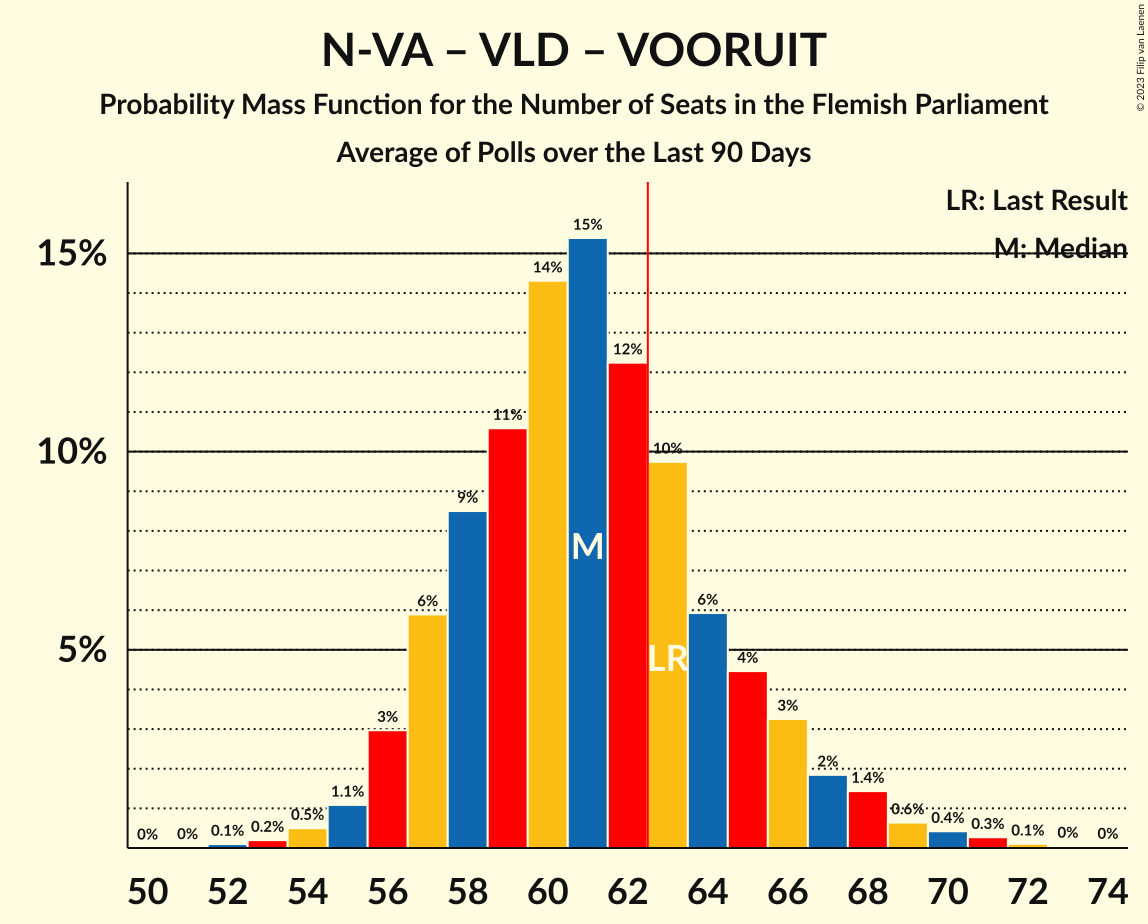 N-VA – VLD – VOORUIT
Probability Mass Function for the Number of Seats in the Flemish Parliament
Average of Polls over the Last 90 Days
© 2023 Filip van Laenen
LR: Last Result
M: Median
15%
10%
5%
0% 0% 0.1% 0.2% 0.5% 1.1% 3% 6% 9% 11% 14% 15% 12% 10% 6% 4% 3% 2% 1.4% 0.6% 0.4% 0.3% 0.1% 0% 0%
M
LR
50 52 54 56 58 60 62 64 66 68 70 72 74